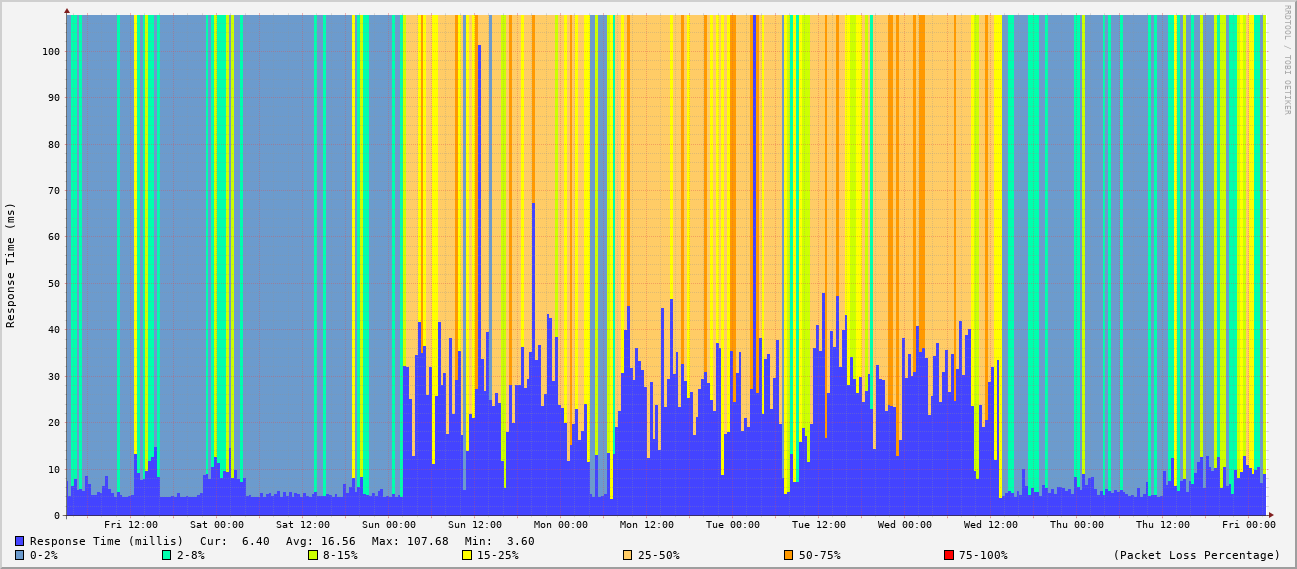 RRDTOOL / TOBI OETIKER
Response Time (ms)
100
90
80
70
60
50
40
30
20
10
0
Fri 12:00 Sat 00:00 Sat 12:00 Sun 00:00 Sun 12:00 Mon 00:00 Mon 12:00 Tue 00:00 Tue 12:00 Wed 00:00 Wed 12:00 Thu 00:00 Thu 12:00 Fri 00:00
Response Time (millis) Cur: 6.40 Avg: 16.56 Max: 107.68 Min: 3.60
0-2% 2-8% 8-15% 15-25% 25-50% 50-75% 75-100% (Packet Loss Percentage)